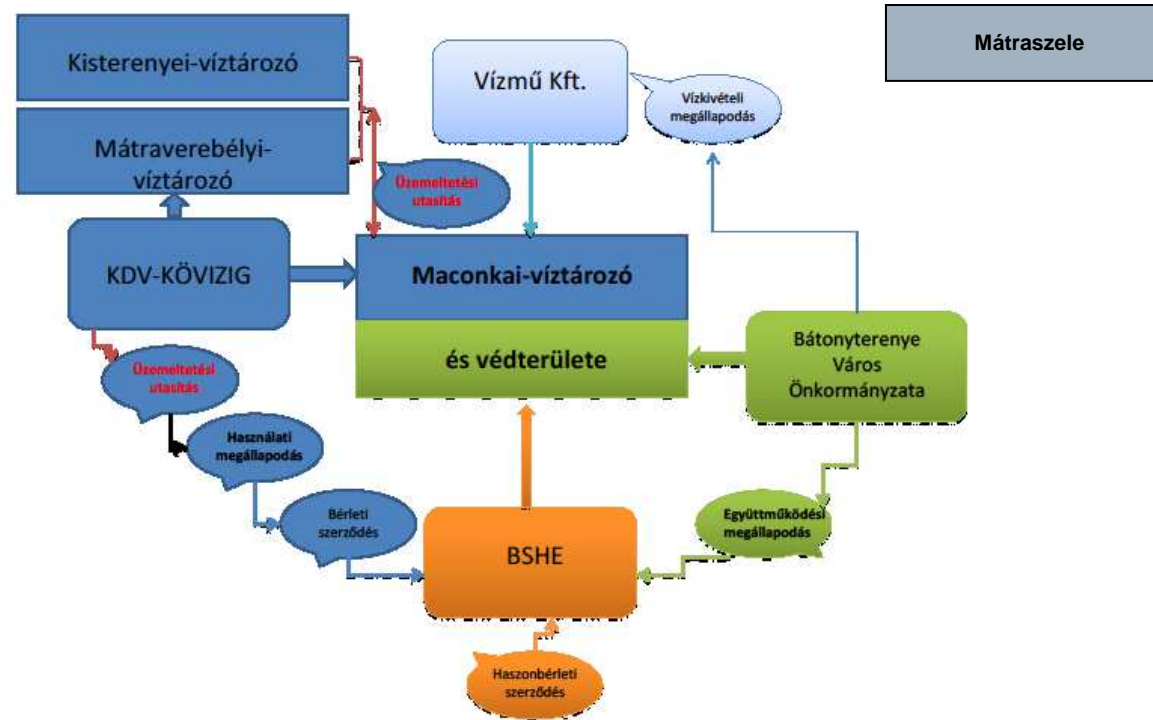 Mátraszele
Kisterenyei-víztározó
Vízmű Kft.
Vízkivételi
megállapodás
Mátraverebélyi-
víztározó
Üzemeltetési
utasítás
KDV-KÖVIZIG
Maconkai-víztározó
és védterülete
Bátonyterenye
Város
Önkormányzata
Üzemeltetési
utasítás
Használati
megállapodás
Bérleti
szerződés
Együttműködési
megállapodás
BSHE
Haszonbérleti
szerződés